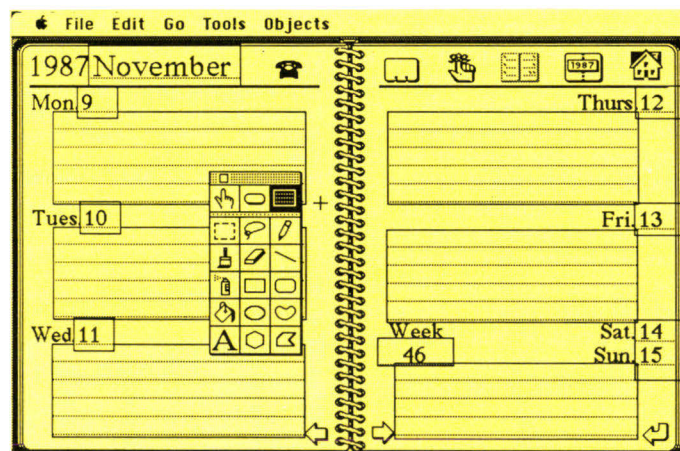 File Edit Go Tools Objects
1987 November
1987
Mon. 9
Thurs. 12
Tues. 10
Fri. 13
Wed. 11
Week
46
Sat. 14
Sun. 15
A